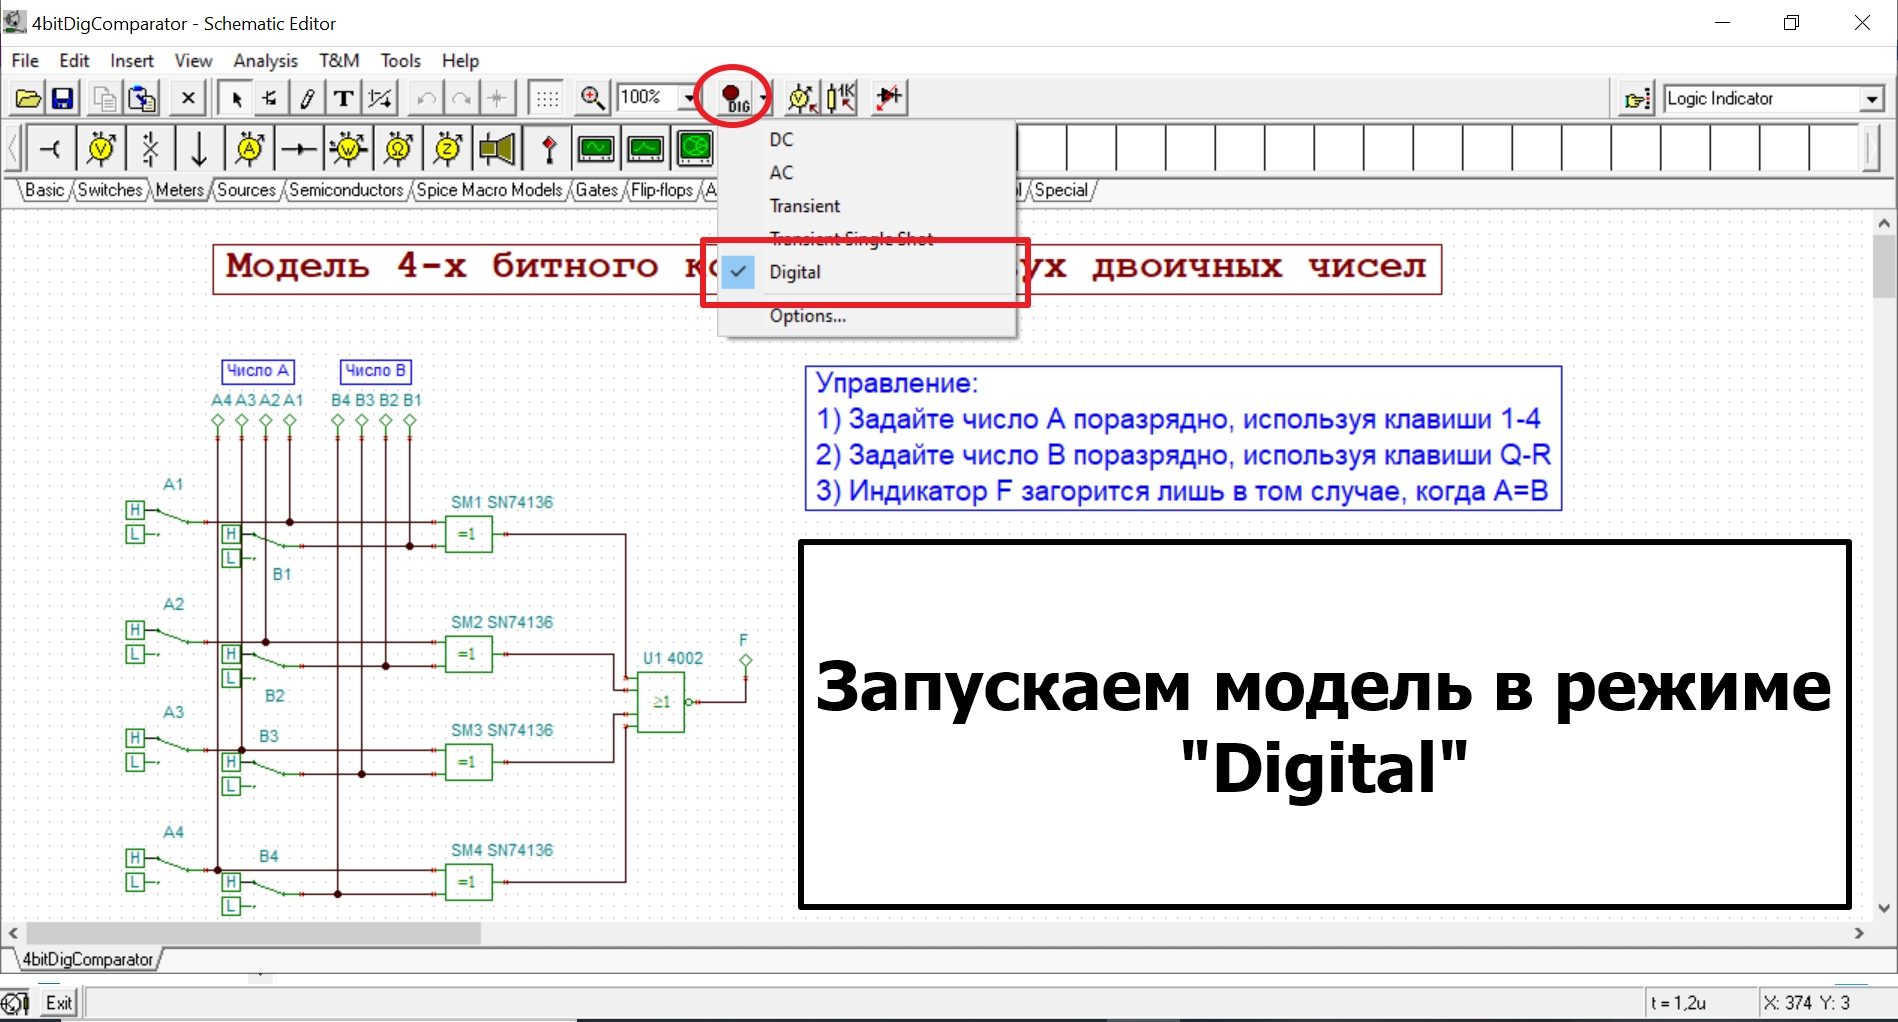 4bitDigComparator - Schematic Editor
File Edit Insert View Analysis T&M Tools Help
T 100% DIG 1K Logic Indicator
Basic Switches Meters Sources Semiconductors Spice Macro Models Gates Flip-flops A Special
DC
AC
Transient
Transient Single Shot
Digital
Options...
Модель 4-х битного к ух двоичных чисел
Число A Число B
A4 A3 A2 A1 B4 B3 B2 B1
Управление:
1) Задайте число А поразрядно, используя клавиши 1-4
2) Задайте число В поразрядно, используя клавиши Q-R
3) Индикатор F загорится лишь в том случае, когда А=В
A1
H
L
H
L
B1
SM1 SN74136
=1
A2
H
L
H
L
B2
SM2 SN74136
=1
A3
H
L
B3
H
L
SM3 SN74136
=1
A4
H
L
B4
H
L
SM4 SN74136
=1
U1 4002
≥1
F
Запускаем модель в режиме
"Digital"
4bitDigComparator
Exit t = 1,2u X: 374 Y: 3